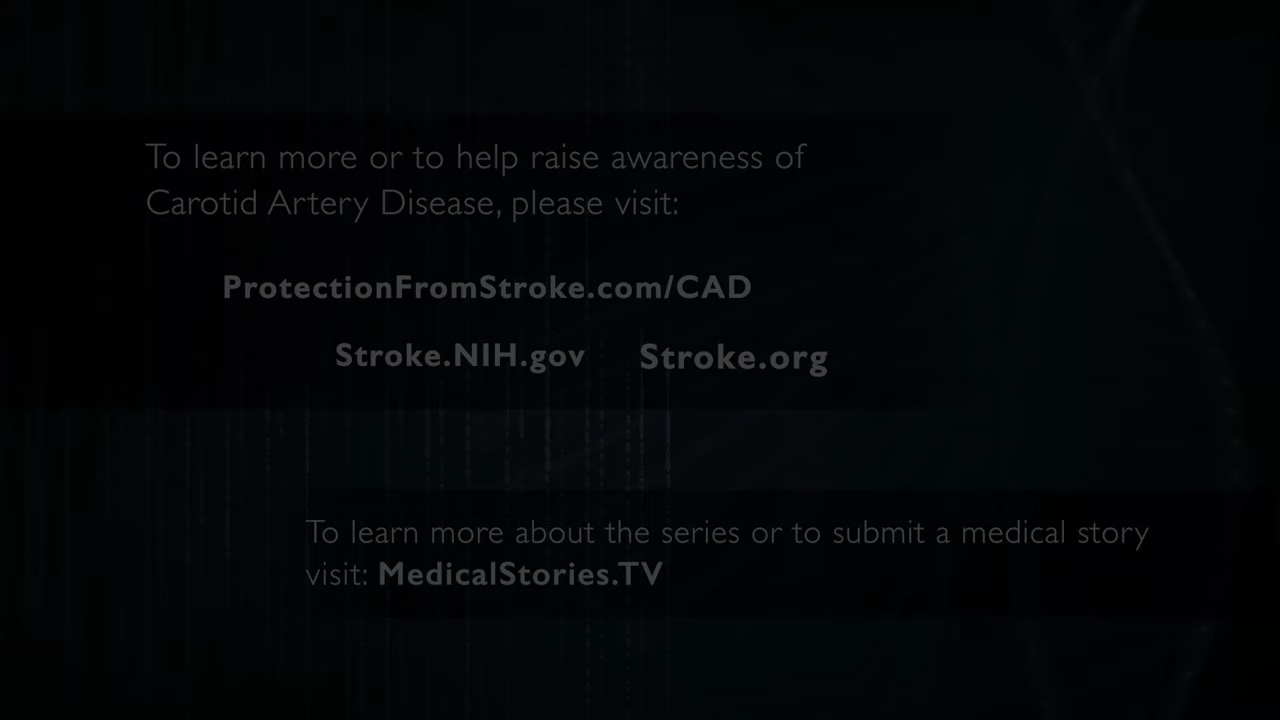 To learn more or to help raise awareness of
Carotid Artery Disease, please visit:
ProtectionFromStroke.com/CAD
Stroke.NIH.gov Stroke.org
To learn more about the series or to submit a medical story
visit: MedicalStories.TV